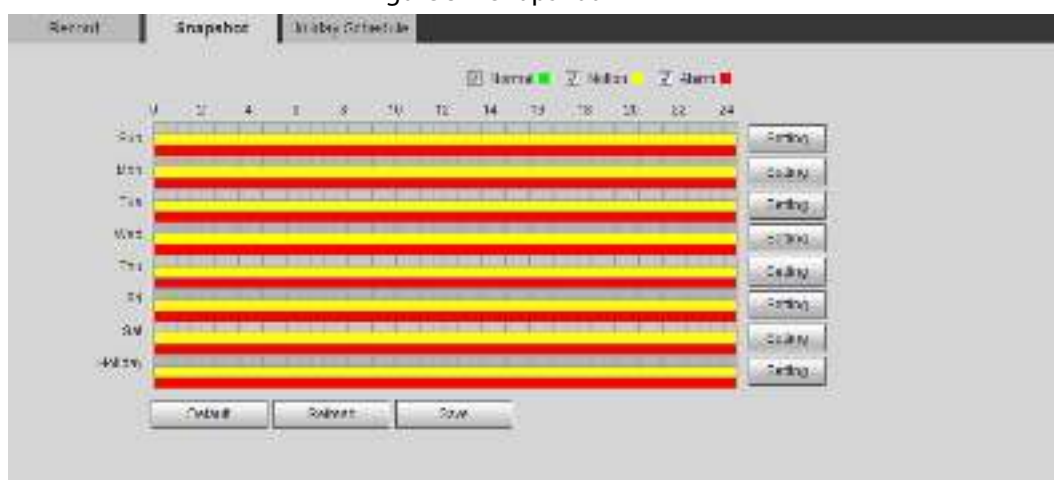 Record Snapshot Holiday Schedule
Normal Motion Alarm
0 2 4 6 8 10 12 14 16 18 20 22 24
Sun Setting
Mon Setting
Tue Setting
Wed Setting
Thu Setting
Fri Setting
Sat Setting
Holiday Setting
Default Refresh Save